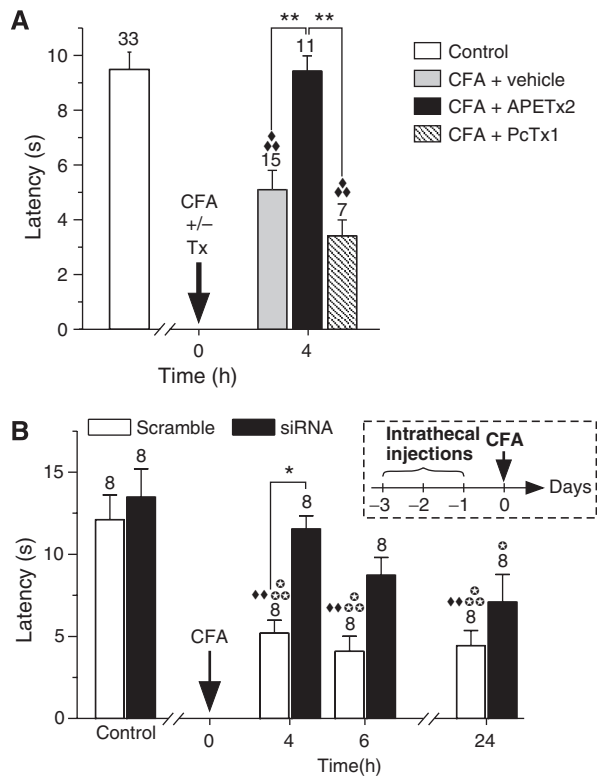 A
Latency (s)
10
8
6
4
2
0
33
CFA
+/–
Tx
** **
♦
♦♦
15
11
♦
♦♦
7
0
4
Time (h)
Control
CFA + vehicle
CFA + APETx2
CFA + PcTx1
B
Scramble
siRNA
Latency (s)
15
10
5
0
8
8
Control
CFA
*
♦♦✪✪
✪
8
8
♦♦✪✪
✪
8
8
♦♦✪✪
✪
8
✪
8
0
4
6
24
Time(h)
Intrathecal
injections
CFA
–3
–2
–1
0
Days